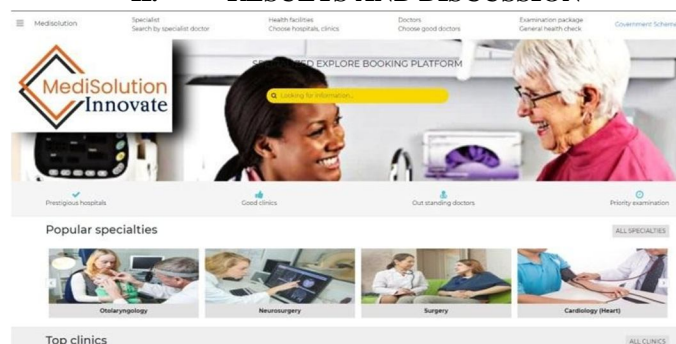 RESULTS AND DISCUSSION
Medisolution
Specialist
Search by specialist doctor
Health facilities
Choose hospitals, clinics
Doctors
Choose good doctors
Examination package
General health check
Government Scheme
MediSolution
Innovate
EXPLORE BOOKING PLATFORM
Looking for information...
Prestigious hospitals
Good clinics
Out standing doctors
Priority examination
Popular specialties
ALL SPECIALTIES
Otolaryngology
Neurosurgery
Surgery
Cardiology (Heart)
Top clinics
ALL CLINICS